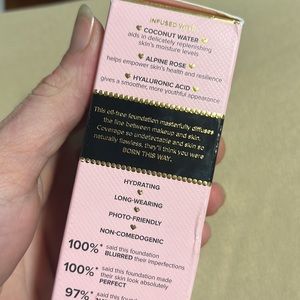 INFUSED WITH
COCONUT WATER
aids in delicately replenishing
skin's moisture levels
ALPINE ROSE
helps empower skin's health and resilience
HYALURONIC ACID
gives a smoother, more youthful appearance
This oil-free foundation masterfully diffuses
the line between makeup and skin.
Coverage so undetectable and skin so
naturally flawless, they'll think you were
BORN THIS WAY.
HYDRATING
LONG-WEARING
PHOTO-FRIENDLY
NON-COMEDOGENIC
100%* said this foundation
BLURRED their imperfections
100%* said this foundation made
their skin look absolutely
PERFECT
97%* said this foundation